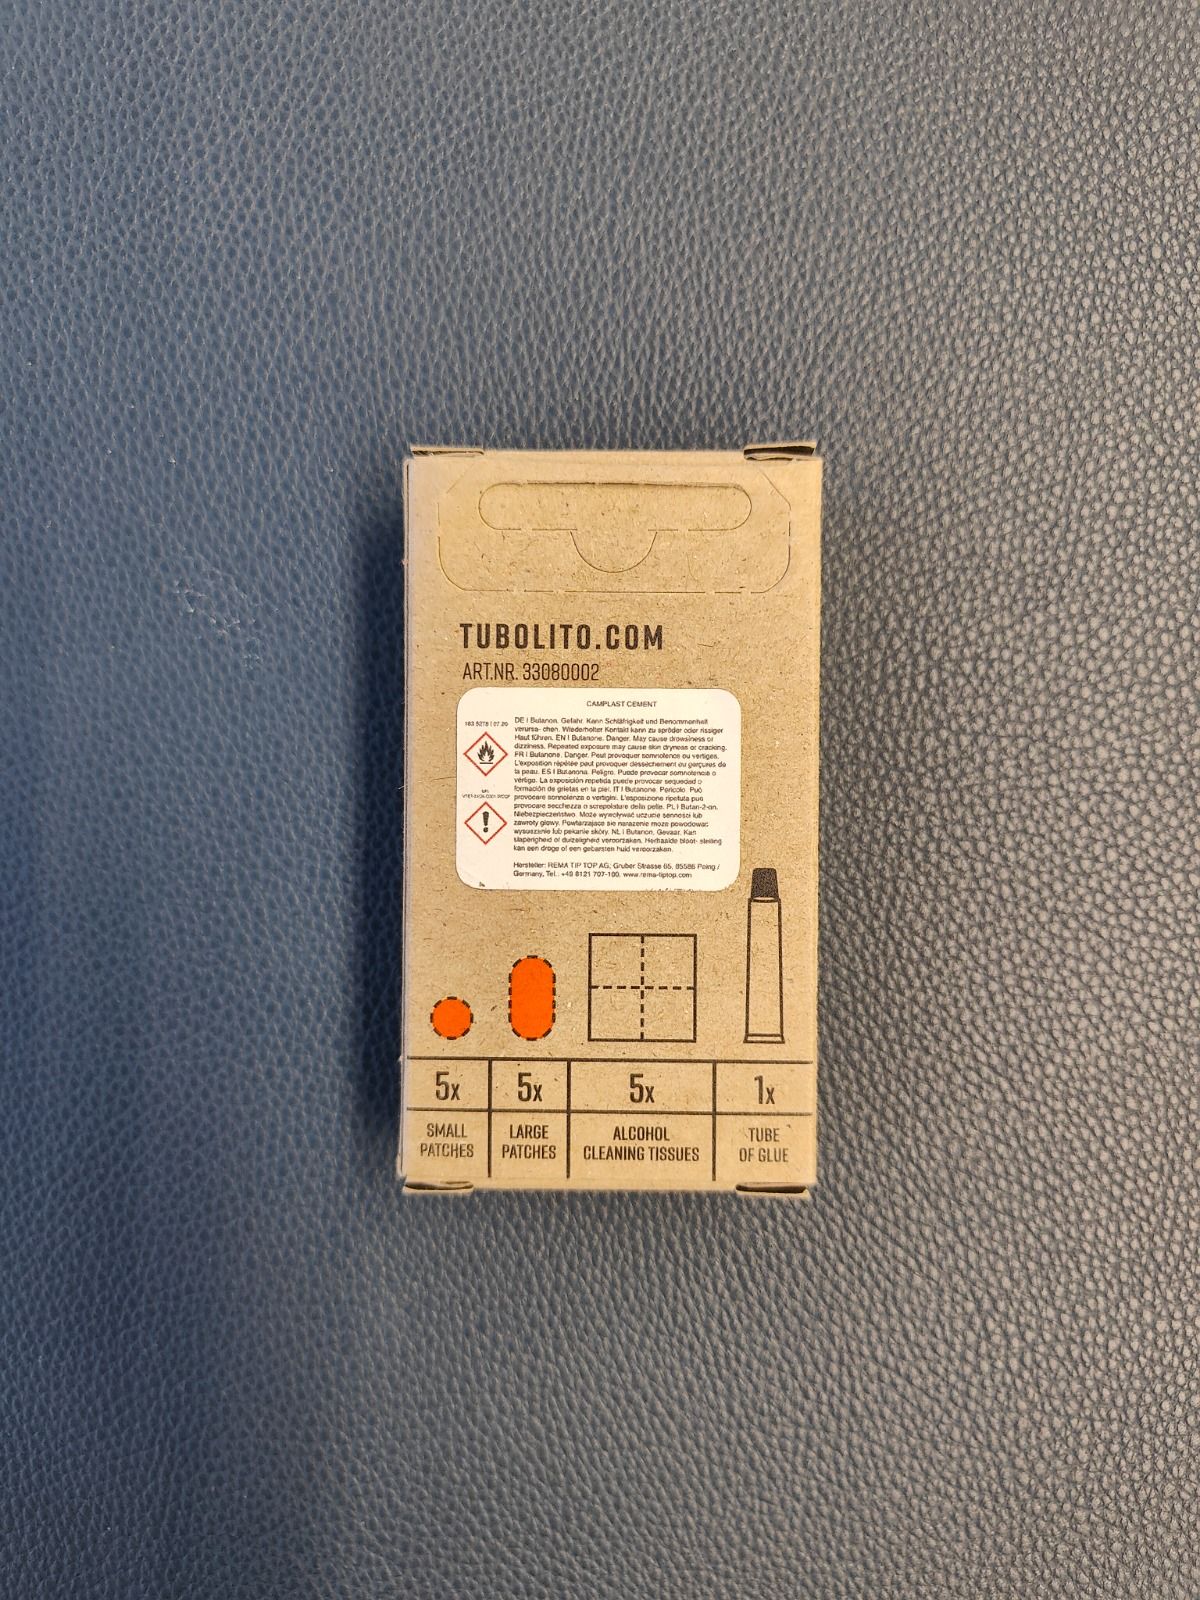 TUBOLITO.COM
ART.NR. 33080002
CAMPLAST CEMENT
DE | Butanon. Gefahr. Kann Schläfrigkeit und Benommenheit
verursa- chen. Wiederholter Kontakt kann zu spröder oder rissiger
Haut führen. EN | Butanone. Danger. May cause drowsiness or
dizziness. Repeated exposure may cause skin dryness or cracking.
FR | Butanone. Danger. Peut provoquer somnolence ou vertiges.
L'exposition répétée peut provoquer dessèchement ou gerçures de
la peau. ES | Butanona. Peligro. Puede provocar somnolencia o
vértigo. La exposición repetida puede provocar sequedad o
formación de grietas en la piel. IT | Butanone. Pericolo. Può
provocare sonnolenza o vertigini. L'esposizione ripetuta può
provocare secchezza o screpolature della pelle. PL | Butan-2-on.
Niebezpieczeństwo. Może wywoływać uczucie senności lub
zawroty głowy. Powtarzające się narażenie może powodować
wysuszanie lub pękanie skóry. NL | Butanon, Gevaar. Kan
slaperigheid of duizeligheid veroorzaken. Herhaalde bloot- stelling
kan een droge of een gebarsten huid veroorzaken.
Hersteller: REMA TIP TOP AG; Gruber Strasse 65, 85586 Poing /
Germany, Tel.: +49 8121 707-100, www.rema-tiptop.com
5x 5x 5x 1x
SMALL LARGE ALCOHOL TUBE
PATCHES PATCHES CLEANING TISSUES OF GLUE